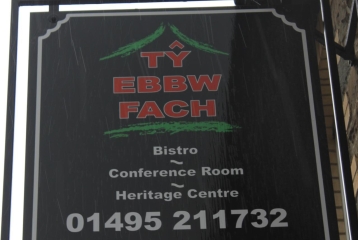 TŶ
EBBW
FACH
Bistro
~
Conference Room
~
Heritage Centre
01495 211732